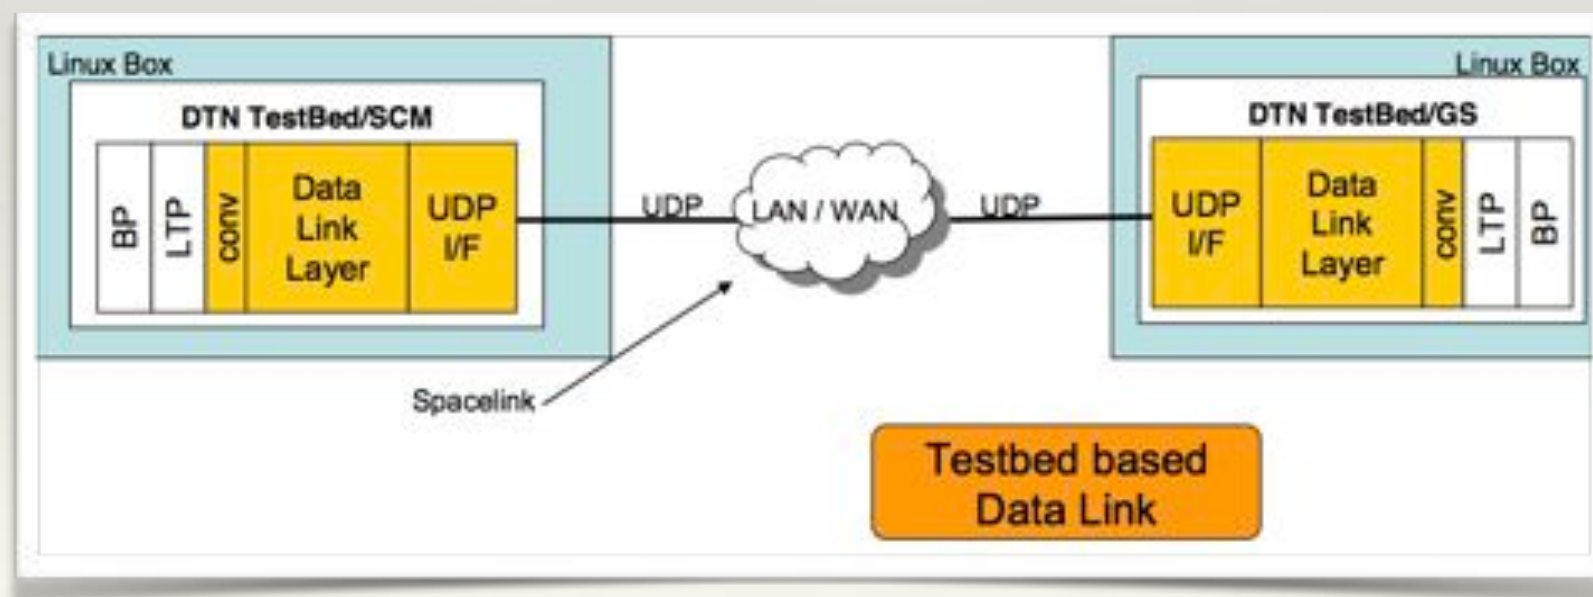 Linux Box
DTN TestBed/SCM
BP
LTP
conv
Data
Link
Layer
UDP
I/F
UDP
LAN / WAN
UDP
Linux Box
DTN TestBed/GS
UDP
I/F
Data
Link
Layer
conv
LTP
BP
Spacelink
Testbed based
Data Link